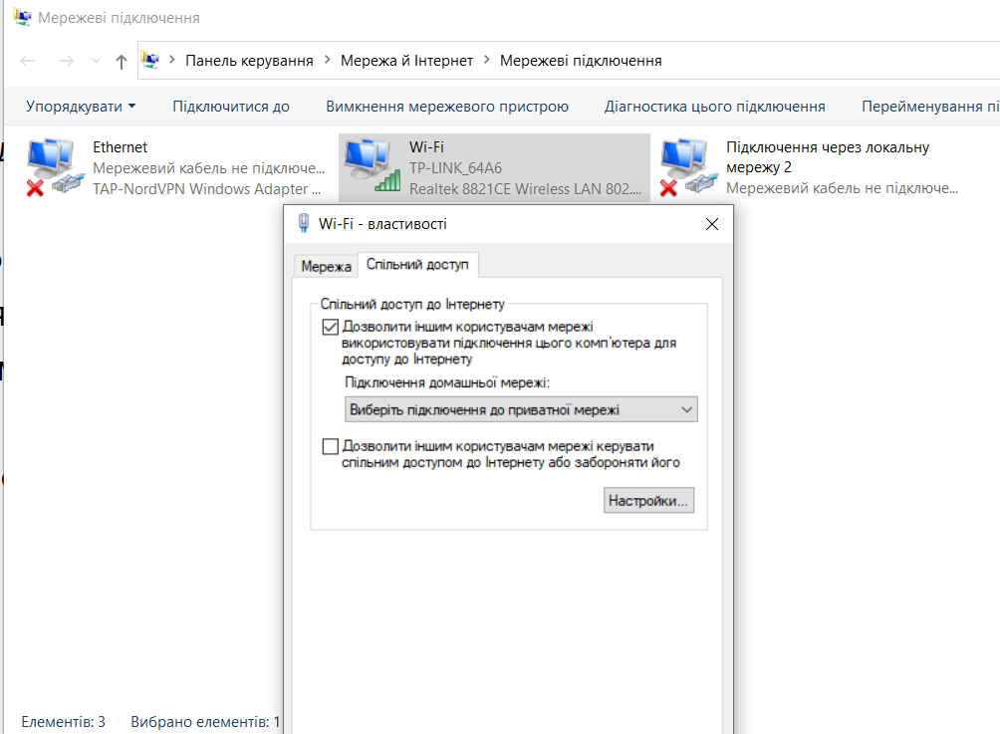 Мережеві підключення
Панель керування
Мережа й Інтернет
Мережеві підключення
Упорядкувати
Підключитися до
Вимкнення мережевого пристрою
Діагностика цього підключення
Перейменування пі
Ethernet
Мережевий кабель не підключе...
TAP-NordVPN Windows Adapter ...
Wi-Fi
TP-LINK_64A6
Realtek 8821CE Wireless LAN 802....
Підключення через локальну
мережу 2
Мережевий кабель не підключе...
Wi-Fi - властивості
Мережа
Спільний доступ
Спільний доступ до Інтернету
Дозволити іншим користувачам мережі
використовувати підключення цього комп'ютера для
доступу до Інтернету
Підключення домашньої мережі:
Виберіть підключення до приватної мережі
Дозволити іншим користувачам мережі керувати
спільним доступом до Інтернету або забороняти його
Настройки...
Елементів: 3
Вибрано елементів: 1